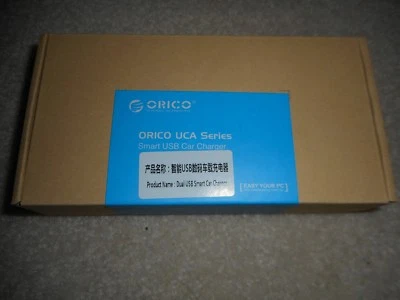 ORICO
ORICO UCA Series
Smart USB Car Charger
产品名称：智能USB数码车载充电器
Product Name : Dual USB Smart Car Charger
EASY YOUR PC